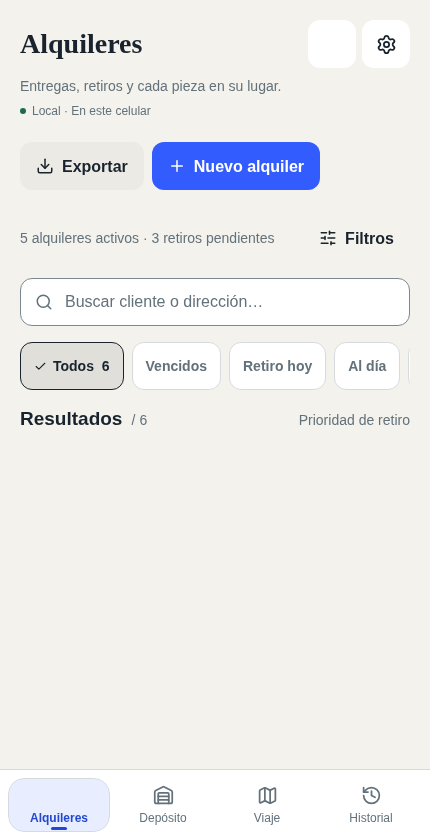 Alquileres
Entregas, retiros y cada pieza en su lugar.
Local · En este celular
Exportar
Nuevo alquiler
5 alquileres activos · 3 retiros pendientes
Filtros
Buscar cliente o dirección…
Todos 6
Vencidos
Retiro hoy
Al día
Resultados / 6
Prioridad de retiro
Alquileres
Depósito
Viaje
Historial